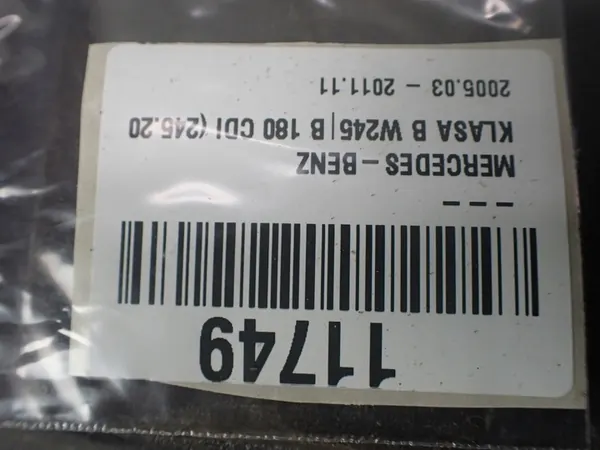 11749
- - -
MERCEDES-BENZ
KLASA B W245|B 180 CDI (245.20
2005.03 - 2011.11